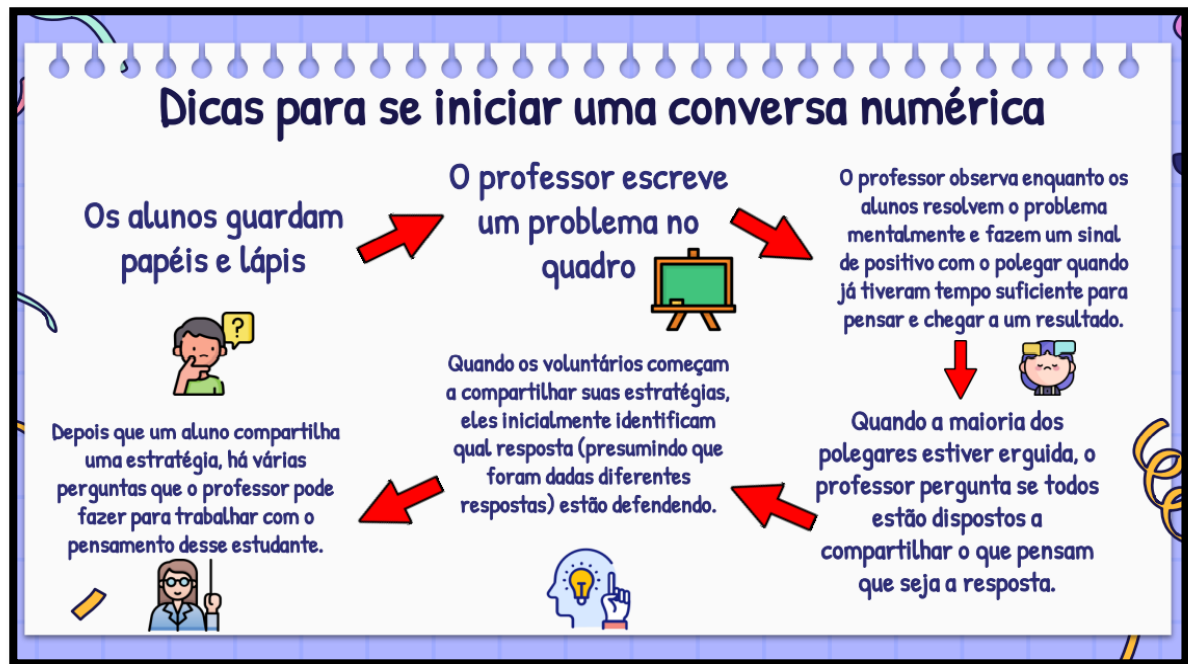 Dicas para se iniciar uma conversa numérica
Os alunos guardam
papéis e lápis
O professor escreve
um problema no
quadro
O professor observa enquanto os
alunos resolvem o problema
mentalmente e fazem um sinal
de positivo com o polegar quando
já tiveram tempo suficiente para
pensar e chegar a um resultado.
Quando a maioria dos
polegares estiver erguida, o
professor pergunta se todos
estão dispostos a
compartilhar o que pensam
que seja a resposta.
Quando os voluntários começam
a compartilhar suas estratégias,
eles inicialmente identificam
qual resposta (presumindo que
foram dadas diferentes
respostas) estão defendendo.
Depois que um aluno compartilha
uma estratégia, há várias
perguntas que o professor pode
fazer para trabalhar com o
pensamento desse estudante.
?